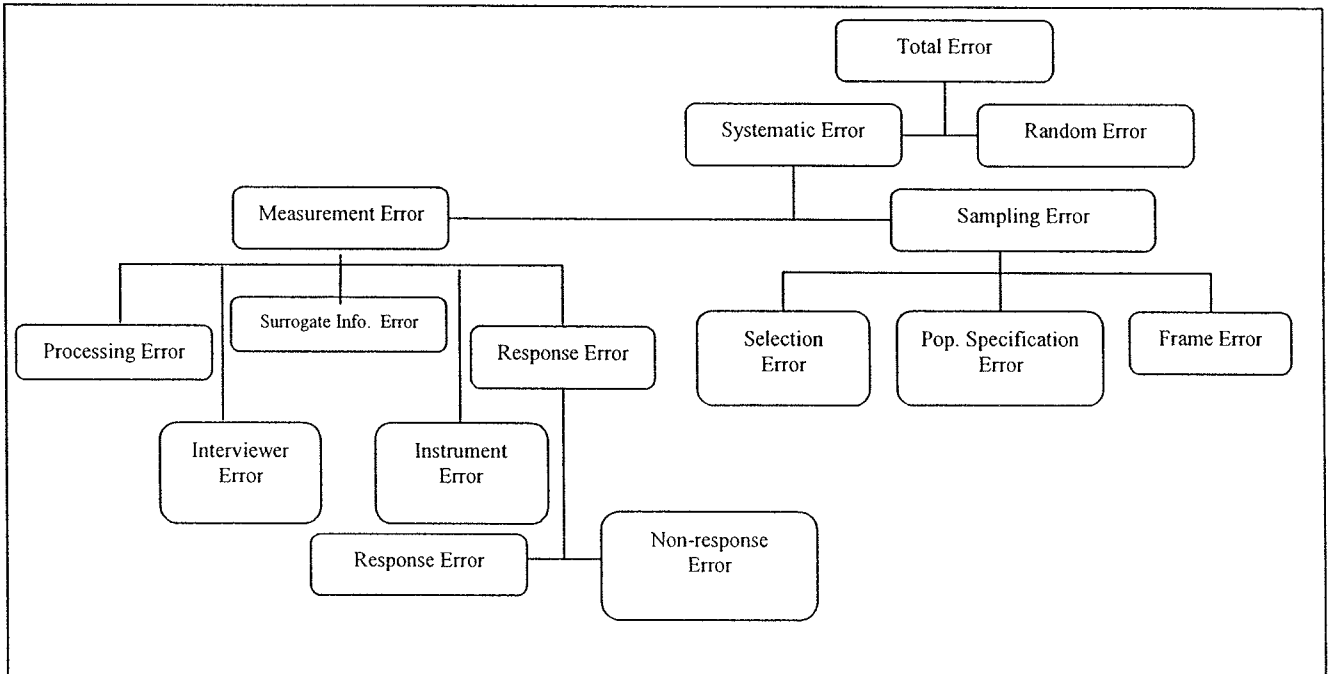 Total Error
Systematic Error
Random Error
Measurement Error
Sampling Error
Processing Error
Surrogate Info. Error
Response Error
Selection
Error
Pop. Specification
Error
Frame Error
Interviewer
Error
Instrument
Error
Response Error
Non-response
Error